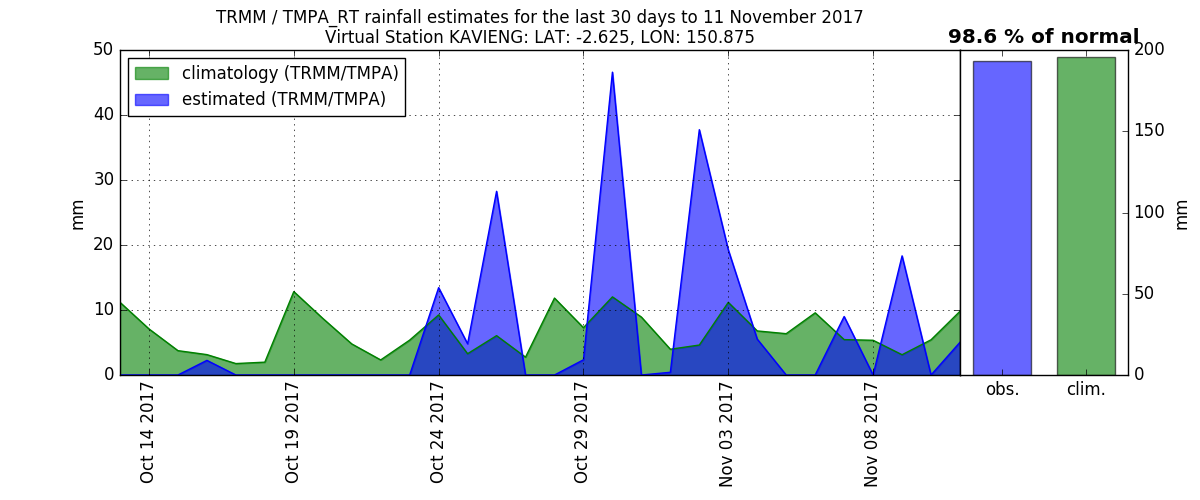 TRMM / TMPA_RT rainfall estimates for the last 30 days to 11 November 2017
Virtual Station KAVIENG: LAT: -2.625, LON: 150.875
98.6 % of normal
climatology (TRMM/TMPA)
estimated (TRMM/TMPA)
50
40
30
20
10
0
mm
Oct 14 2017
Oct 19 2017
Oct 24 2017
Oct 29 2017
Nov 03 2017
Nov 08 2017
obs.
clim.
200
150
100
50
0
mm